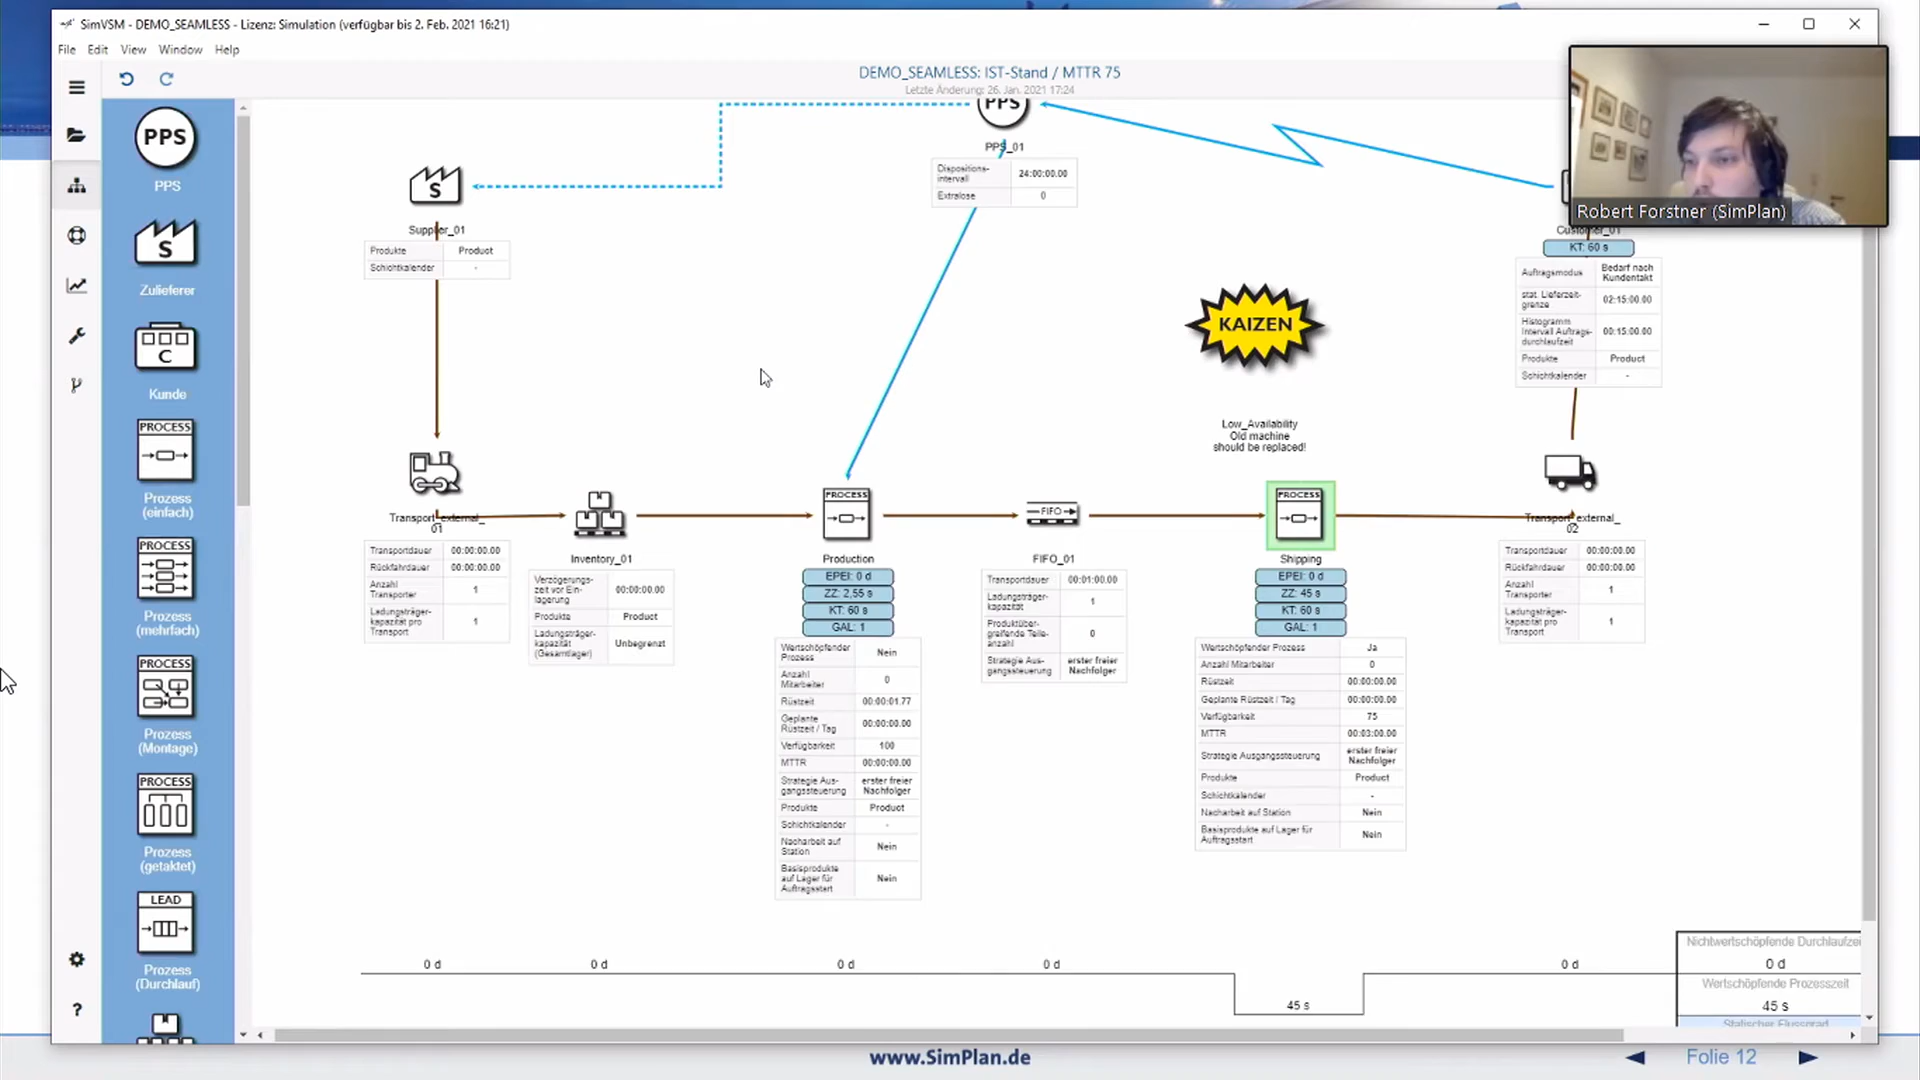 SimVSM - DEMO_SEAMLESS - Lizenz: Simulation (verfügbar bis 2. Feb. 2021 16:21)
File Edit View Window Help
DEMO_SEAMLESS: IST-Stand / MTTR 75
Letzte Änderung: 26. Jan. 2021 17:24
PPS
PPS
S
Zulieferer
C
Kunde
PROCESS
Prozess
(einfach)
PROCESS
Prozess
(mehrfach)
PROCESS
Prozess
(Montage)
PROCESS
Prozess
(getaktet)
LEAD
Prozess
(Durchlauf)
?
PPS
PPS_01
Dispositions-
intervall 24:00:00.00
Extralose 0
S
Supplier_01
Produkte Product
Schichtkalender -
Robert Forstner (SimPlan)
Customer_01
KT: 60 s
Auftragsmodus Bedarf nach
Kundentakt
stat. Lieferzeit-
grenze 02:15:00.00
Histogramm
Intervall Auftrags-
durchlaufzeit 00:15:00.00
Produkte Product
Schichtkalender -
KAIZEN
Low_Availability
Old machine
should be replaced!
Transport_external_
01
Transportdauer 00:00:00.00
Rückfahrdauer 00:00:00.00
Anzahl
Transporter 1
Ladungsträger-
kapazität pro
Transport 1
Inventory_01
Verzögerungs-
zeit vor Ein-
lagerung 00:00:00.00
Produkte Product
Ladungsträger-
kapazität
(Gesamtlager) Unbegrenzt
PROCESS
Production
EPEI: 0 d
ZZ: 2,55 s
KT: 60 s
GAL: 1
Wertschöpfender
Prozess Nein
Anzahl
Mitarbeiter 0
Rüstzeit 00:00:01.77
Geplante
Rüstzeit / Tag 00:00:00.00
Verfügbarkeit 100
MTTR 00:00:00.00
Strategie Aus-
gangssteuerung erster freier
Nachfolger
Produkte Product
Schichtkalender -
Nacharbeit auf
Station Nein
Basisprodukte
auf Lager für
Auftragsstart Nein
FIFO
FIFO_01
Transportdauer 00:01:00.00
Ladungsträger-
kapazität 1
Produktüber-
greifende Teile-
anzahl 0
Strategie Aus-
gangssteuerung erster freier
Nachfolger
PROCESS
Shipping
EPEI: 0 d
ZZ: 45 s
KT: 60 s
GAL: 1
Wertschöpfender Prozess Ja
Anzahl Mitarbeiter 0
Rüstzeit 00:00:00.00
Geplante Rüstzeit / Tag 00:00:00.00
Verfügbarkeit 75
MTTR 00:03:00.00
Strategie Ausgangssteuerung erster freier
Nachfolger
Produkte Product
Schichtkalender -
Nacharbeit auf Station Nein
Basisprodukte auf Lager für
Auftragsstart Nein
Transport_external_
02
Transportdauer 00:00:00.00
Rückfahrdauer 00:00:00.00
Anzahl
Transporter 1
Ladungsträger-
kapazität pro
Transport 1
0 d 0 d 0 d 0 d 45 s 0 d
Nichtwertschöpfende Durchlaufzei
0 d
Wertschöpfende Prozesszeit
45 s
Statischer Flussgrad
www.SimPlan.de
Folie 12